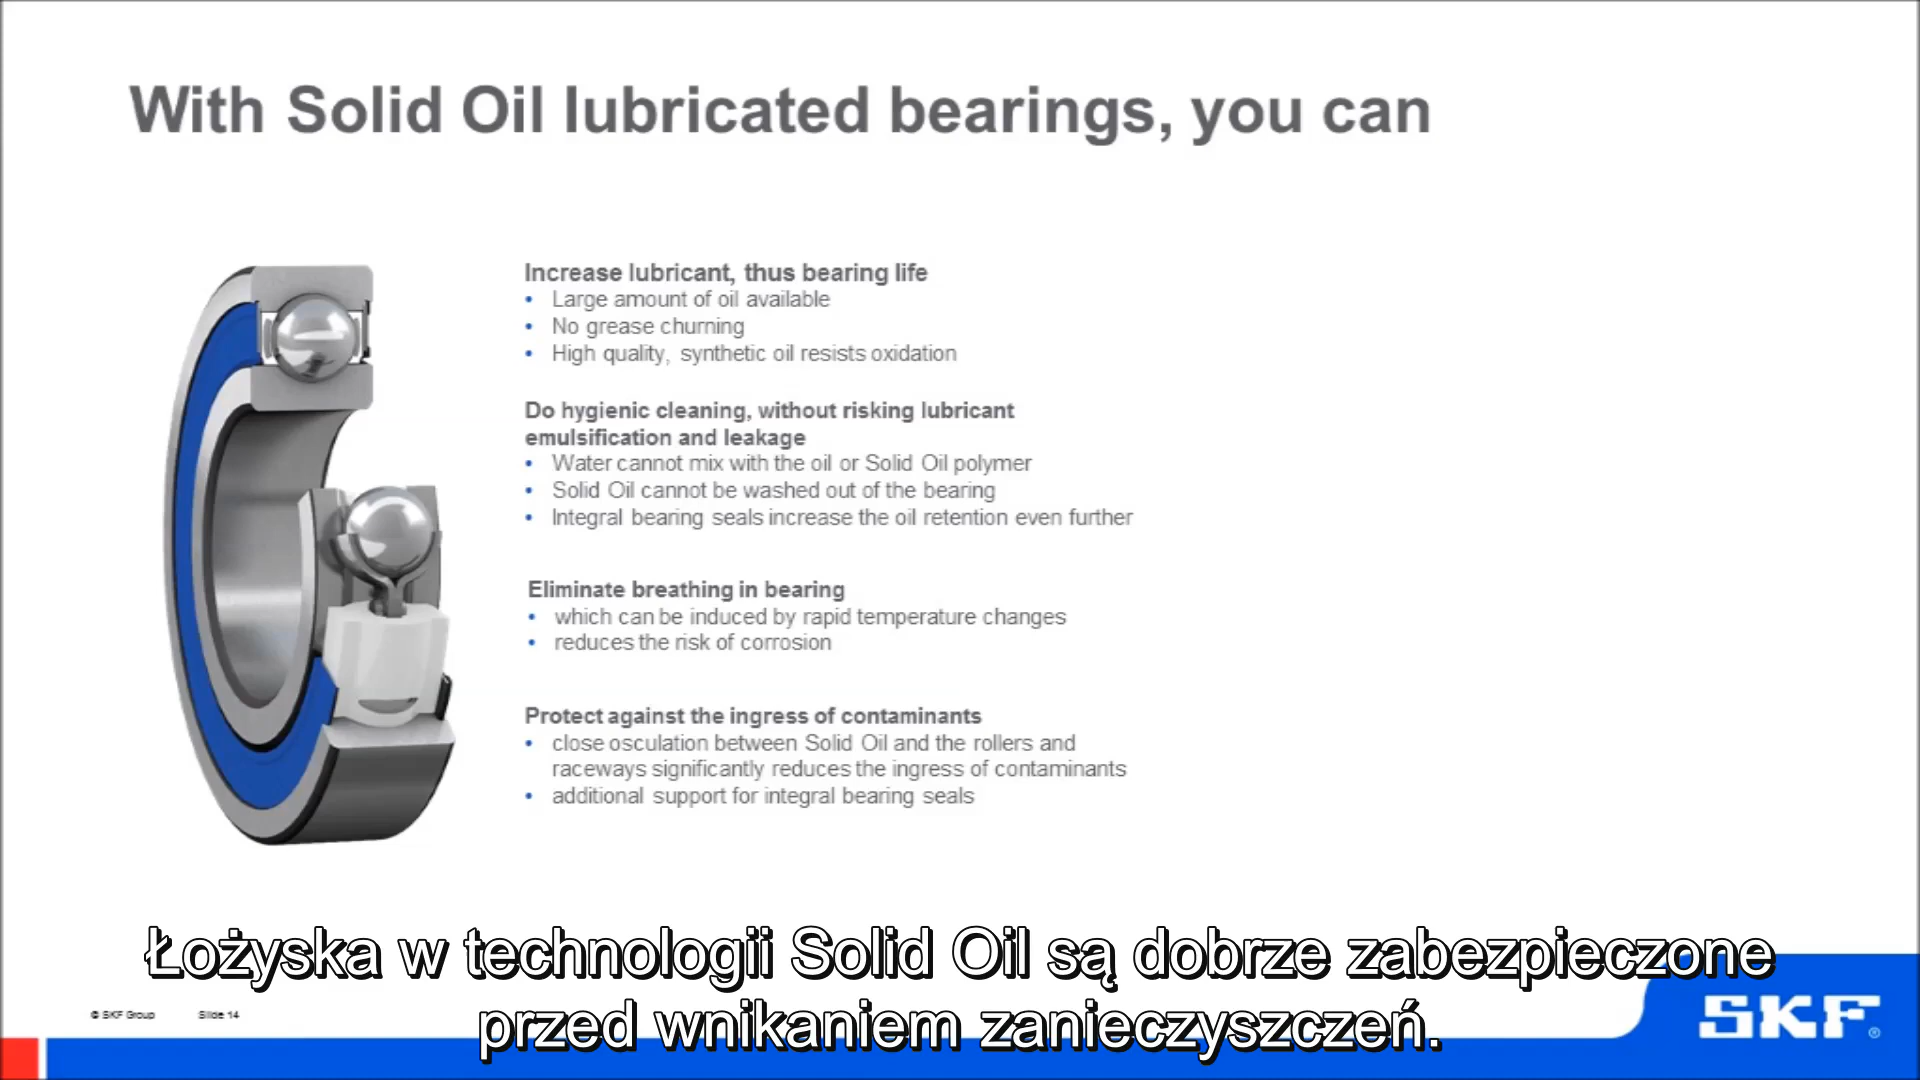 With Solid Oil lubricated bearings, you can
Increase lubricant, thus bearing life
• Large amount of oil available
• No grease churning
• High quality, synthetic oil resists oxidation
Do hygienic cleaning, without risking lubricant
emulsification and leakage
• Water cannot mix with the oil or Solid Oil polymer
• Solid Oil cannot be washed out of the bearing
• Integral bearing seals increase the oil retention even further
Eliminate breathing in bearing
• which can be induced by rapid temperature changes
• reduces the risk of corrosion
Protect against the ingress of contaminants
• close osculation between Solid Oil and the rollers and
raceways significantly reduces the ingress of contaminants
• additional support for integral bearing seals
Łożyska w technologii Solid Oil są dobrze zabezpieczone
przed wnikaniem zanieczyszczeń.
© SKF Group Slide 14
SKF®